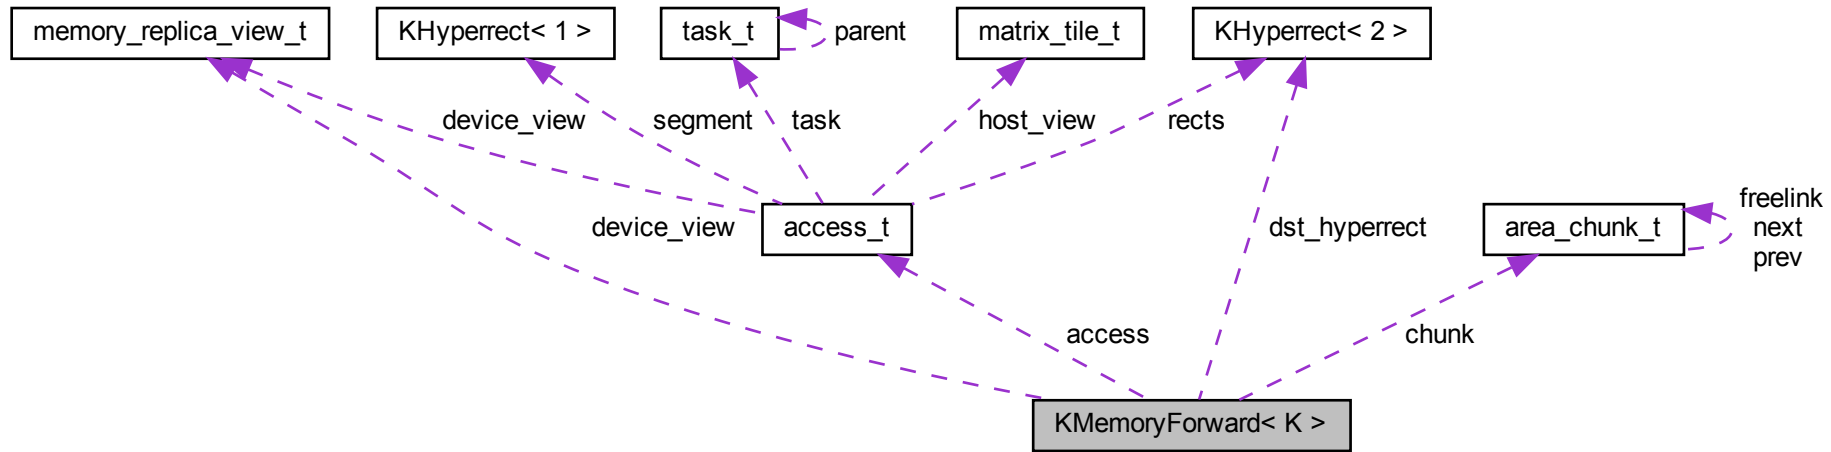 memory_replica_view_t
KHyperrect< 1 >
task_t
parent
matrix_tile_t
KHyperrect< 2 >
device_view
segment
task
host_view
rects
device_view
access_t
dst_hyperrect
area_chunk_t
freelink
next
prev
access
chunk
KMemoryForward< K >